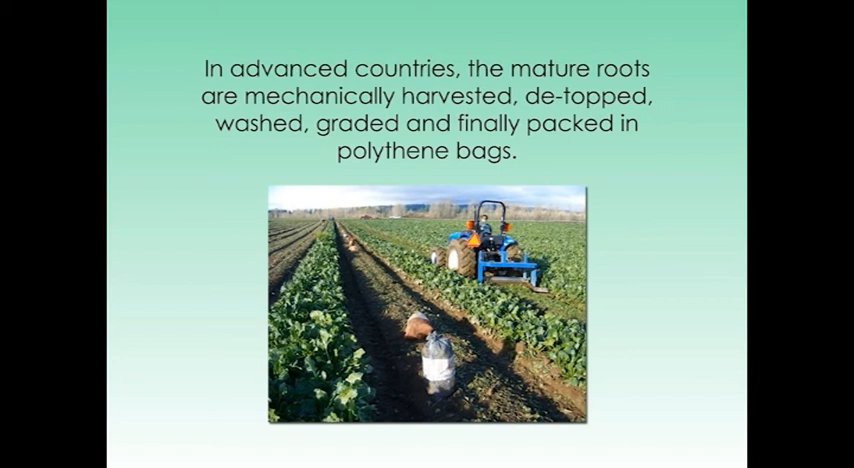 In advanced countries, the mature roots
are mechanically harvested, de-topped,
washed, graded and finally packed in
polythene bags.